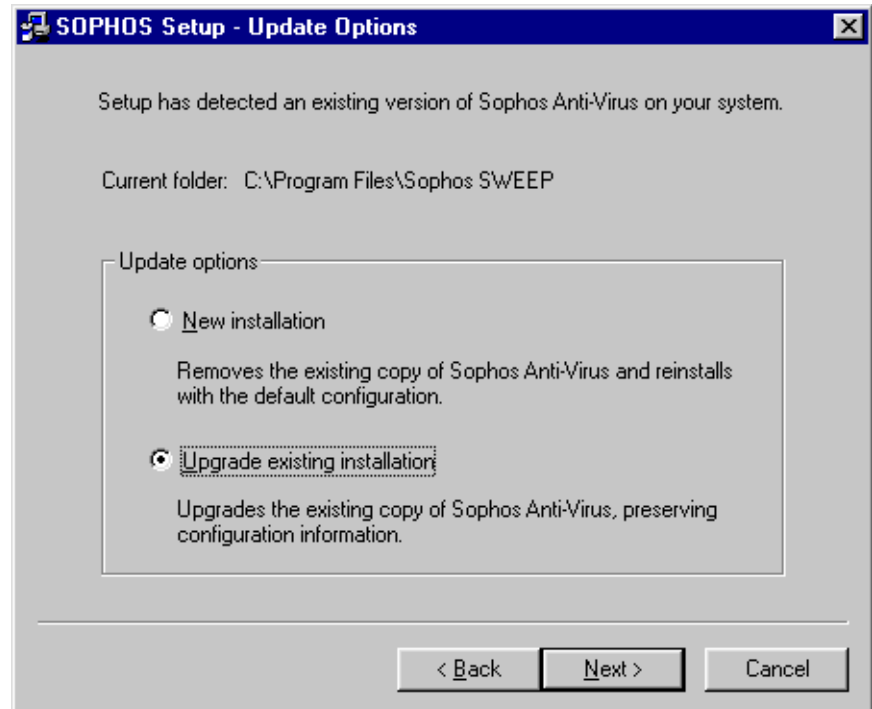 SOPHOS Setup - Update Options
Setup has detected an existing version of Sophos Anti-Virus on your system.
Current folder: C:\Program Files\Sophos SWEEP
Update options
New installation
Removes the existing copy of Sophos Anti-Virus and reinstalls
with the default configuration.
Upgrade existing installation
Upgrades the existing copy of Sophos Anti-Virus, preserving
configuration information.
< Back Next > Cancel